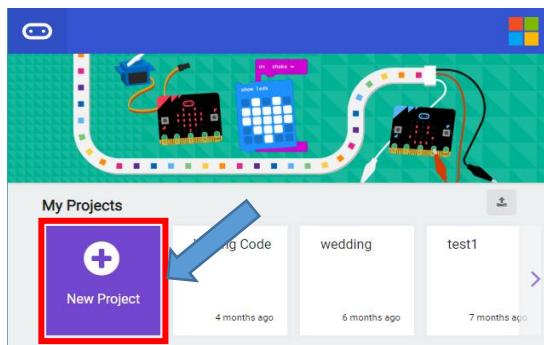 on shake
show leds
My Projects
New Project
g Code
wedding
test1
4 months ago
6 months ago
7 months ago